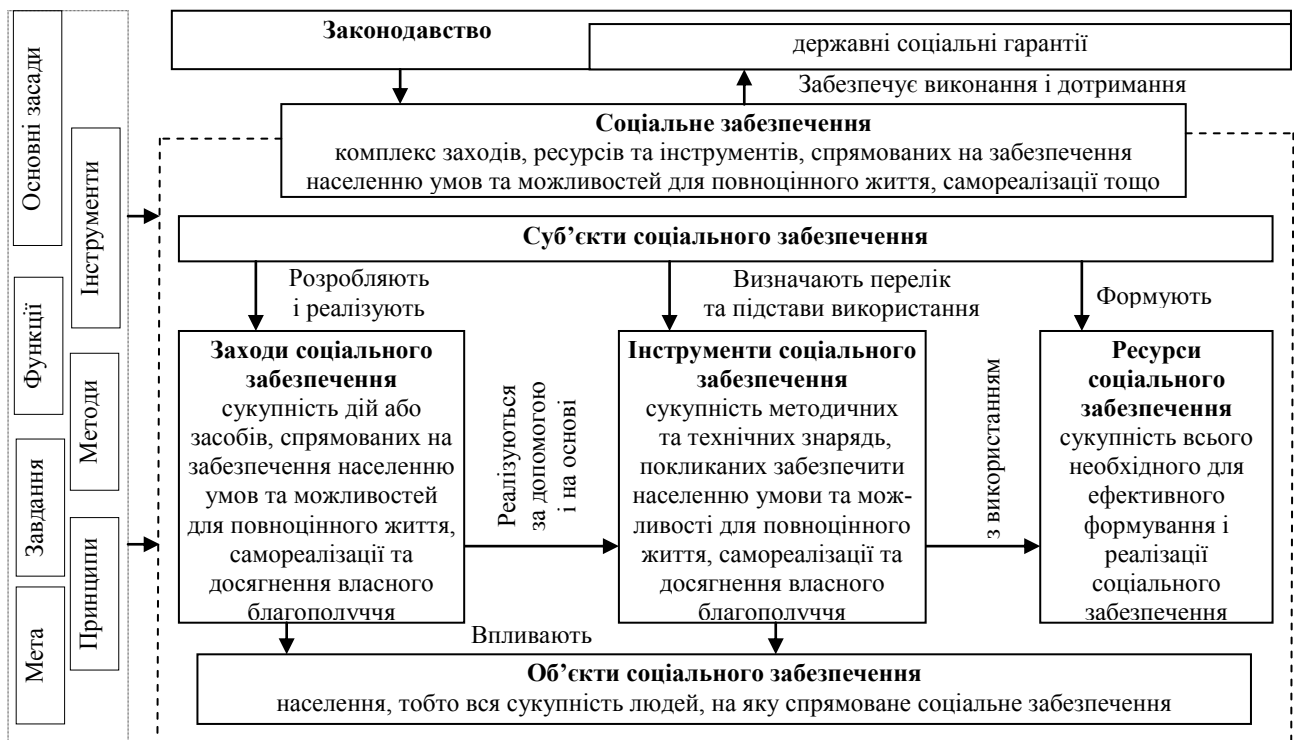 Основні засади
Інструменти
Функції
Методи
Завдання
Принципи
Мета
Законодавство
державні соціальні гарантії
Забезпечує виконання і дотримання
Соціальне забезпечення
комплекс заходів, ресурсів та інструментів, спрямованих на забезпечення
населенню умов та можливостей для повноцінного життя, самореалізації тощо
Суб’єкти соціального забезпечення
Розробляють
і реалізують
Визначають перелік
та підстави використання
Формують
Заходи соціального
забезпечення
сукупність дій або
засобів, спрямованих на
забезпечення населенню
умов та можливостей
для повноцінного життя,
самореалізації та
досягнення власного
благополуччя
Реалізуються
за допомогою
і на основі
Інструменти соціального
забезпечення
сукупність методичних
та технічних знарядь,
покликаних забезпечити
населенню умови та мож-
ливості для повноцінного
життя, самореалізації та
досягнення власного
благополуччя
з використанням
Ресурси
соціального
забезпечення
сукупність всього
необхідного для
ефективного
формування і
реалізації
соціального
забезпечення
Впливають
Об’єкти соціального забезпечення
населення, тобто вся сукупність людей, на яку спрямоване соціальне забезпечення